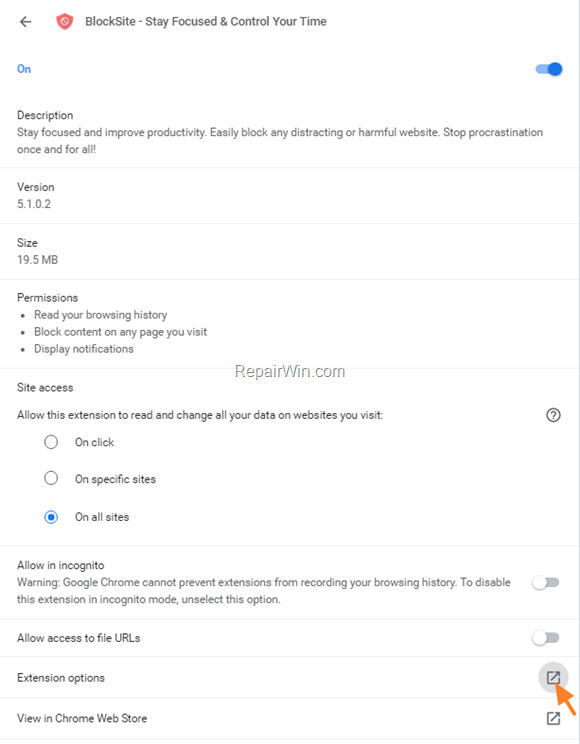 BlockSite - Stay Focused & Control Your Time
On
Description
Stay focused and improve productivity. Easily block any distracting or harmful website. Stop procrastination
once and for all!
Version
5.1.0.2
Size
19.5 MB
Permissions
Read your browsing history
Block content on any page you visit
Display notifications
RepairWin.com
Site access
Allow this extension to read and change all your data on websites you visit:
On click
On specific sites
On all sites
Allow in incognito
Warning: Google Chrome cannot prevent extensions from recording your browsing history. To disable
this extension in incognito mode, unselect this option.
Allow access to file URLs
Extension options
View in Chrome Web Store